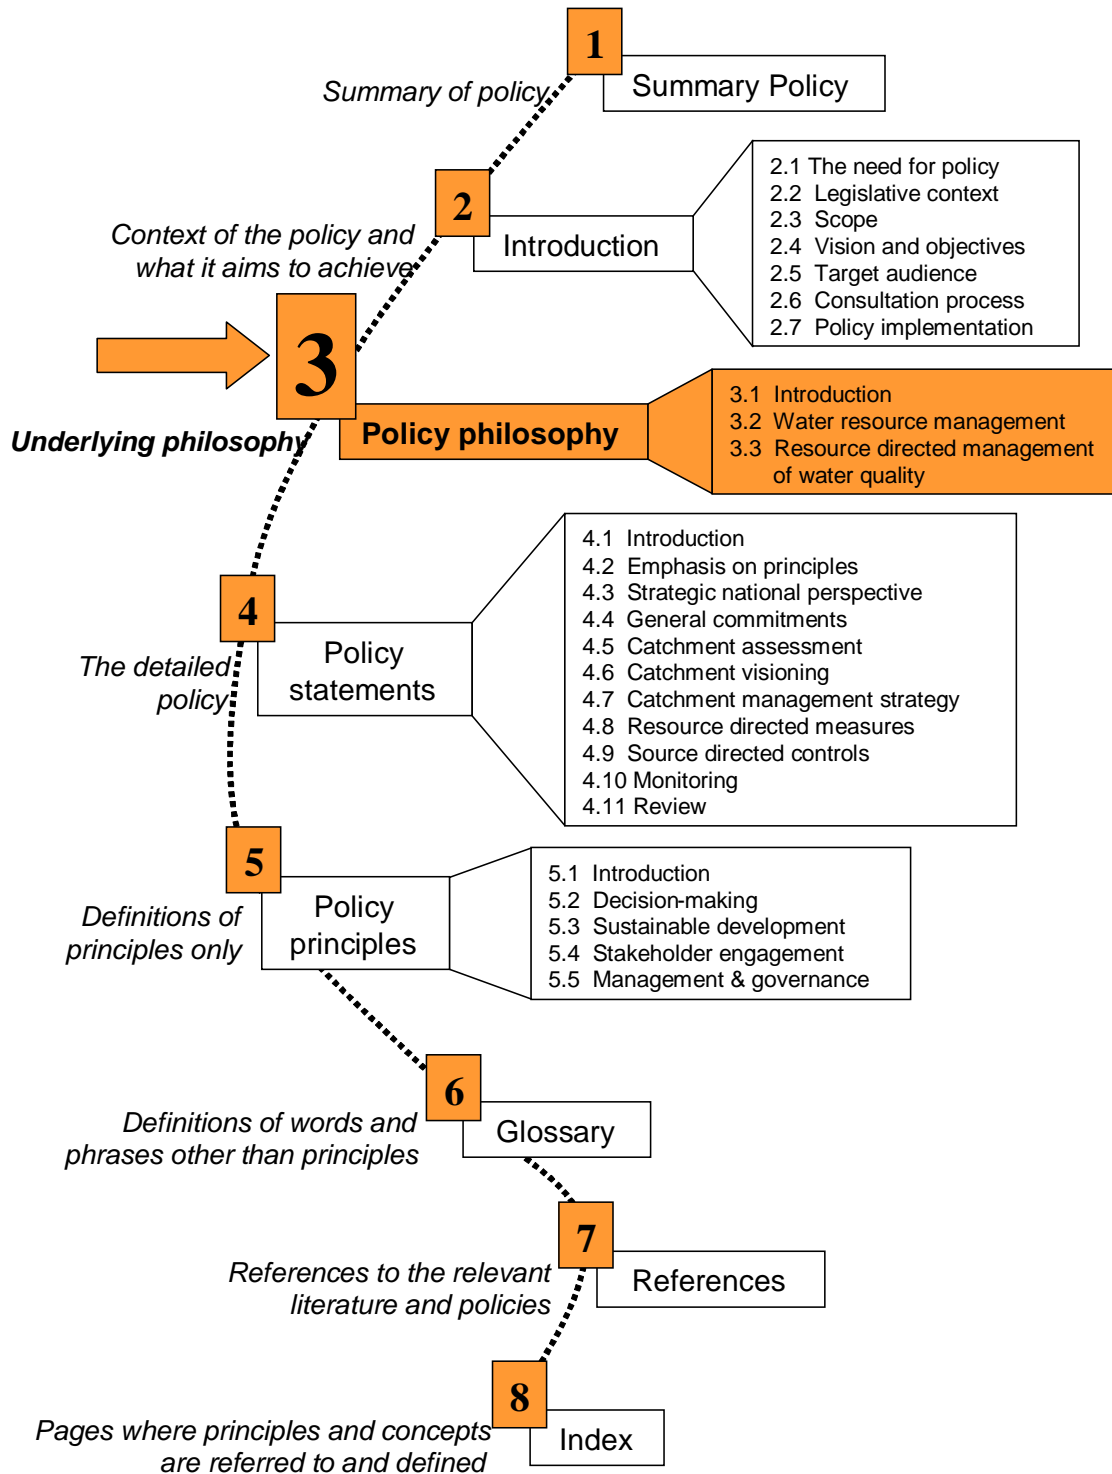 1
Summary Policy
Summary of policy
2
Introduction
Context of the policy and
what it aims to achieve
2.1 The need for policy
2.2 Legislative context
2.3 Scope
2.4 Vision and objectives
2.5 Target audience
2.6 Consultation process
2.7 Policy implementation
3
Policy philosophy
Underlying philosophy
3.1 Introduction
3.2 Water resource management
3.3 Resource directed management
of water quality
4
Policy
statements
The detailed
policy
4.1 Introduction
4.2 Emphasis on principles
4.3 Strategic national perspective
4.4 General commitments
4.5 Catchment assessment
4.6 Catchment visioning
4.7 Catchment management strategy
4.8 Resource directed measures
4.9 Source directed controls
4.10 Monitoring
4.11 Review
5
Policy
principles
Definitions of
principles only
5.1 Introduction
5.2 Decision-making
5.3 Sustainable development
5.4 Stakeholder engagement
5.5 Management & governance
6
Glossary
Definitions of words and
phrases other than principles
7
References
References to the relevant
literature and policies
8
Index
Pages where principles and concepts
are referred to and defined